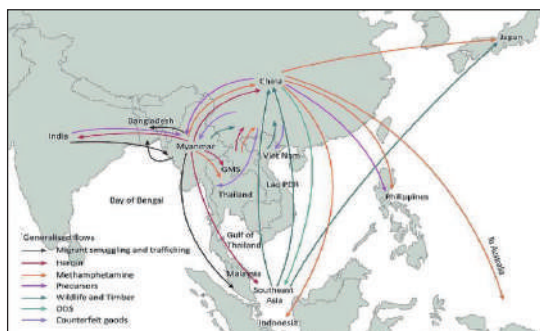 Japan
China
Bangladesh
India
Myanmar
Viet Nam
GMS
Lao PDR
Thailand
Day of Bengal
Philippines
Gulf of
Thailand
To Australia
Malaysia
Southeast
Asia
Indonesia
Generalised flows
Migrant smuggling and trafficking
Heroin
Methamphetamine
Precursors
Wildlife and Timber
ODS
Counterfeit goods